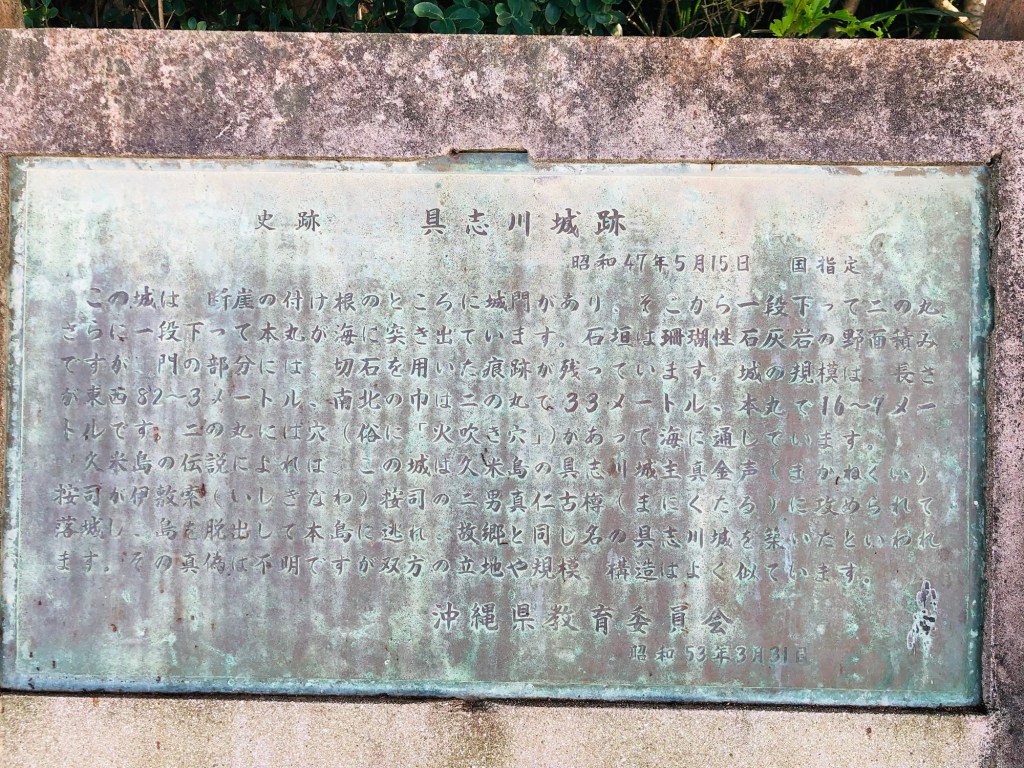 史跡　具志川城跡
昭和47年5月15日　国指定
この城は、断崖の付け根のところに城門があり、そこから一段下って二の丸、
さらに一段下って本丸が海に突き出ています。石垣は珊瑚性石灰岩の野面積み
ですが、門の部分には、切石を用いた痕跡が残っています。城の規模は、長さ
が東西82〜3メートル、南北の巾は二の丸で33メートル、本丸で16〜7メー
トルです。二の丸には穴（俗に「火吹き穴」）があって海に通しています。
久米島の伝説によれば、この城は久米島の具志川城主真金声（まかねくい）
按司が伊敷索（いしきなわ）按司の二男真仁古樽（まにくたる）に攻められて
落城し、島を脱出して本島に逃れ、故郷と同じ名の具志川城を築いたといわれ
ます。その真偽は不明ですが双方の立地や規模、構造はよく似ています。
沖縄県教育委員会
昭和53年3月31日